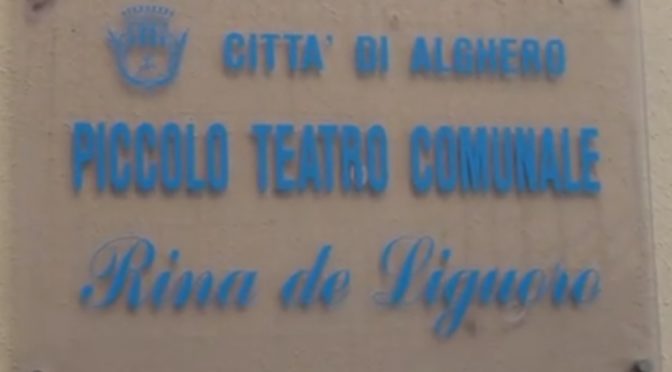 CITTA' DI ALGHERO
PICCOLO TEATRO COMUNALE
Rina de Liguoro